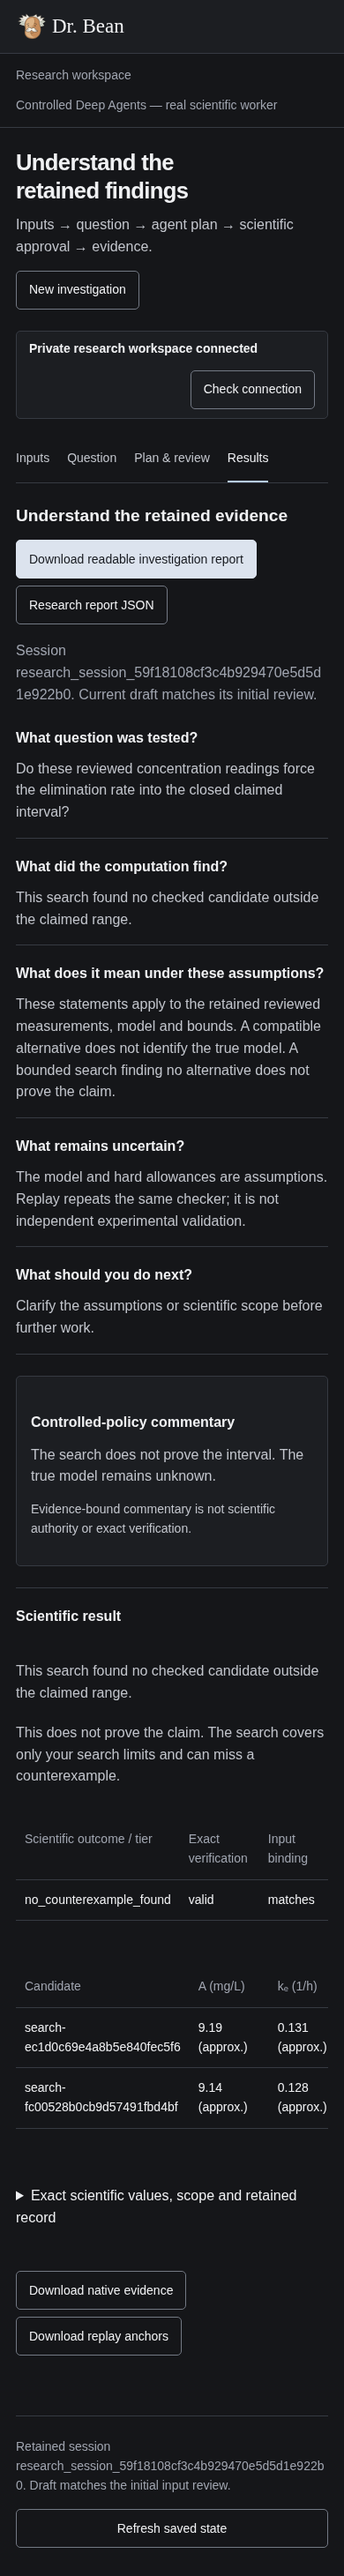 Dr. Bean
Research workspace
Controlled Deep Agents — real scientific worker
Understand the
retained findings
Inputs → question → agent plan → scientific
approval → evidence.
New investigation
Private research workspace connected
Check connection
Inputs Question Plan & review Results
Understand the retained evidence
Download readable investigation report
Research report JSON
Session
research_session_59f18108cf3c4b929470e5d5d
1e922b0. Current draft matches its initial review.
What question was tested?
Do these reviewed concentration readings force
the elimination rate into the closed claimed
interval?
What did the computation find?
This search found no checked candidate outside
the claimed range.
What does it mean under these assumptions?
These statements apply to the retained reviewed
measurements, model and bounds. A compatible
alternative does not identify the true model. A
bounded search finding no alternative does not
prove the claim.
What remains uncertain?
The model and hard allowances are assumptions.
Replay repeats the same checker; it is not
independent experimental validation.
What should you do next?
Clarify the assumptions or scientific scope before
further work.
Controlled-policy commentary
The search does not prove the interval. The
true model remains unknown.
Evidence-bound commentary is not scientific
authority or exact verification.
Scientific result
This search found no checked candidate outside
the claimed range.
This does not prove the claim. The search covers
only your search limits and can miss a
counterexample.
Scientific outcome / tier Exact Input
verification binding
no_counterexample_found valid matches
Candidate A (mg/L) kₑ (1/h)
search- 9.19 0.131
ec1d0c69e4a8b5e840fec5f6 (approx.) (approx.)
search- 9.14 0.128
fc00528b0cb9d57491fbd4bf (approx.) (approx.)
▶ Exact scientific values, scope and retained
record
Download native evidence
Download replay anchors
Retained session
research_session_59f18108cf3c4b929470e5d5d1e922b
0. Draft matches the initial input review.
Refresh saved state